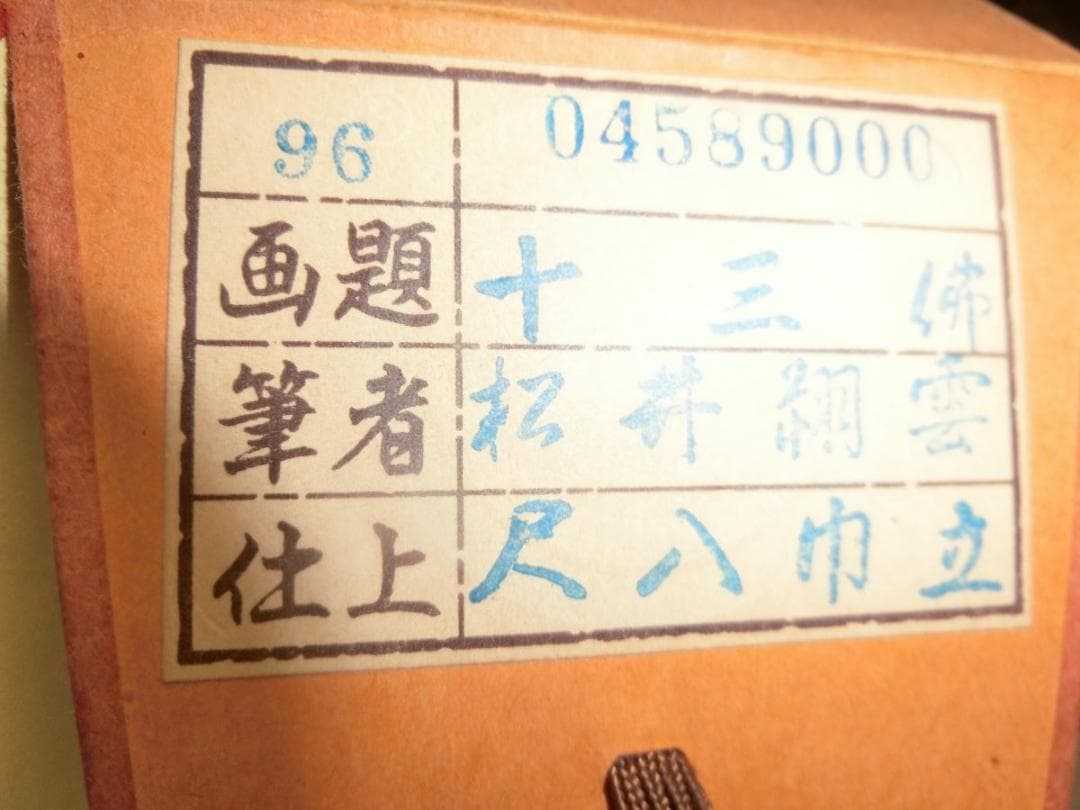 96 04589000
画題 十三佛
筆者 松井翔雲
仕上 尺八巾立